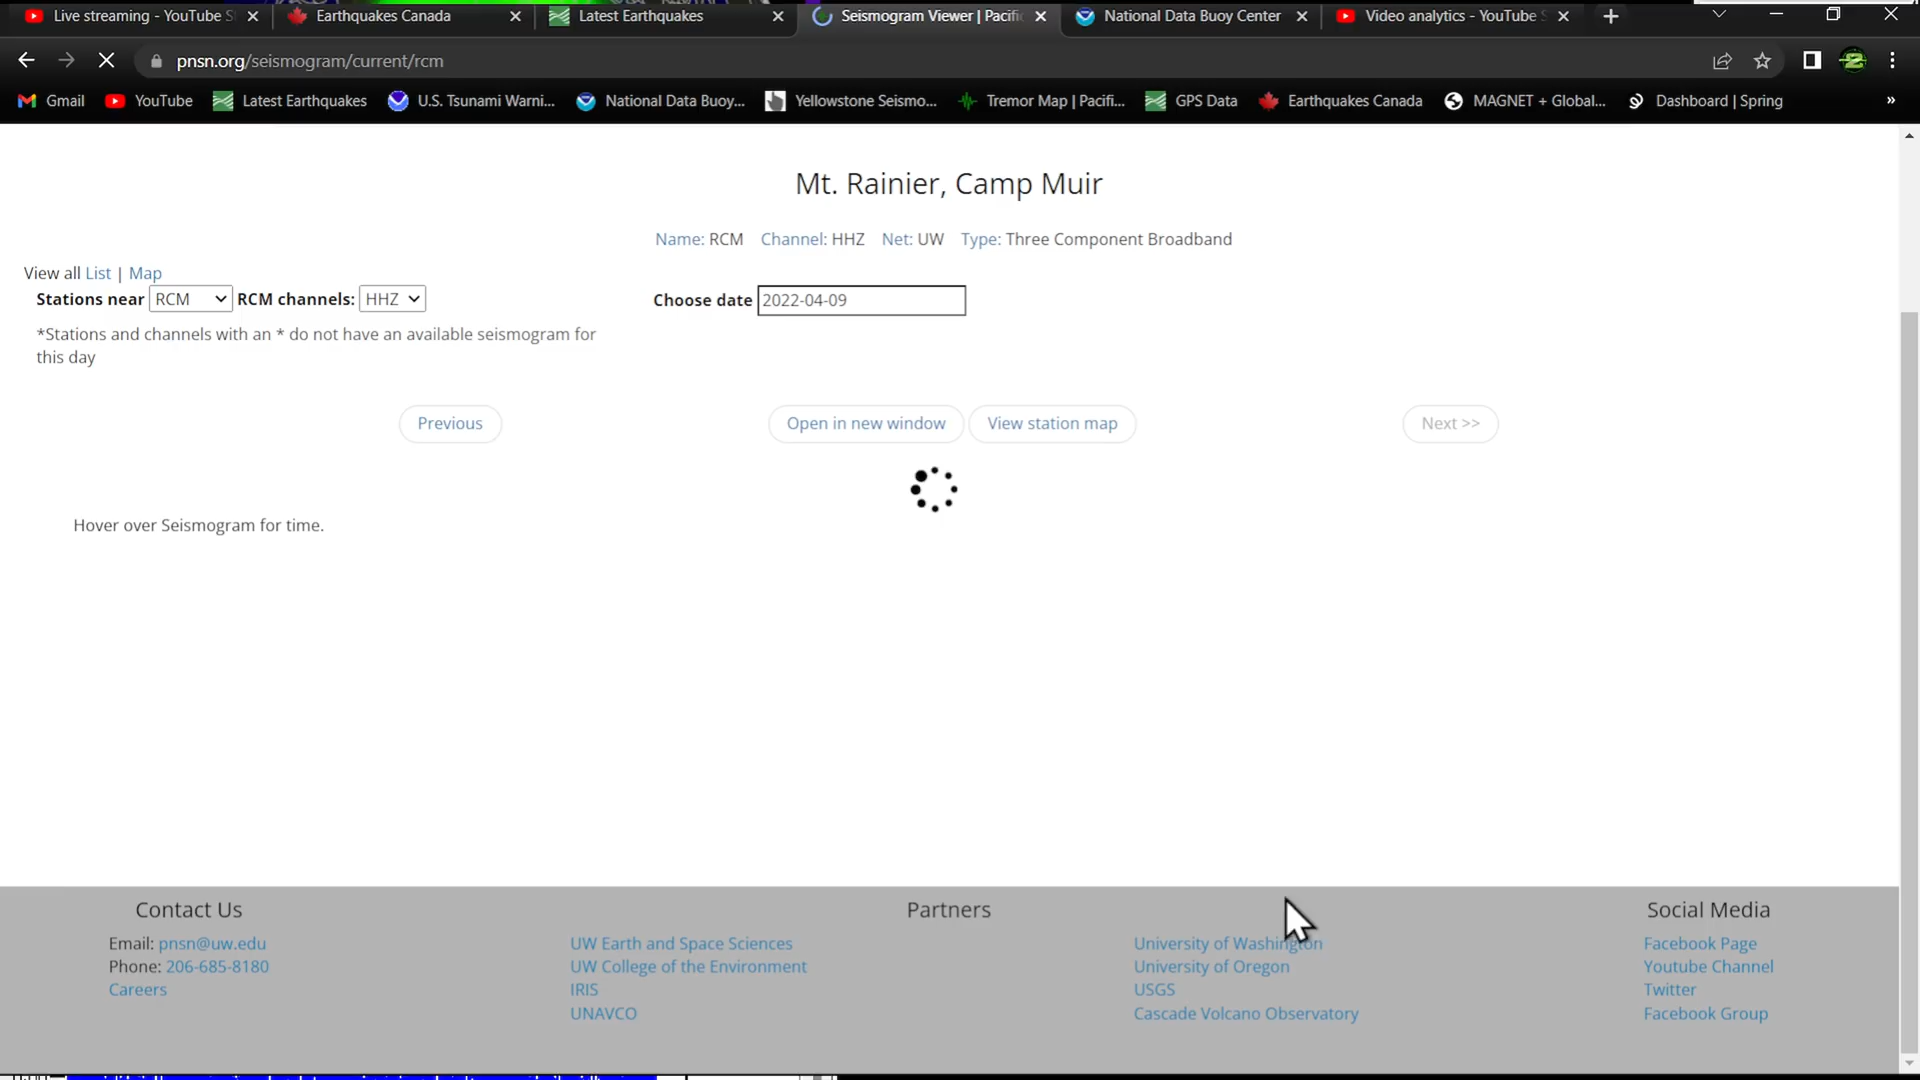 Live streaming - YouTube S
Earthquakes Canada
Latest Earthquakes
Seismogram Viewer | Pacific
National Data Buoy Center
Video analytics - YouTube S
pnsn.org/seismogram/current/rcm
Gmail
YouTube
Latest Earthquakes
U.S. Tsunami Warni...
National Data Buoy...
Yellowstone Seismo...
Tremor Map | Pacifi...
GPS Data
Earthquakes Canada
MAGNET + Global...
Dashboard | Spring
»
Mt. Rainier, Camp Muir
Name: RCM Channel: HHZ Net: UW Type: Three Component Broadband
View all List | Map
Stations near RCM RCM channels: HHZ
Choose date 2022-04-09
*Stations and channels with an * do not have an available seismogram for
this day
Previous
Open in new window
View station map
Next >>
Hover over Seismogram for time.
Contact Us
Email: pnsn@uw.edu
Phone: 206-685-8180
Careers
Partners
UW Earth and Space Sciences
UW College of the Environment
IRIS
UNAVCO
University of Washington
University of Oregon
USGS
Cascade Volcano Observatory
Social Media
Facebook Page
Youtube Channel
Twitter
Facebook Group